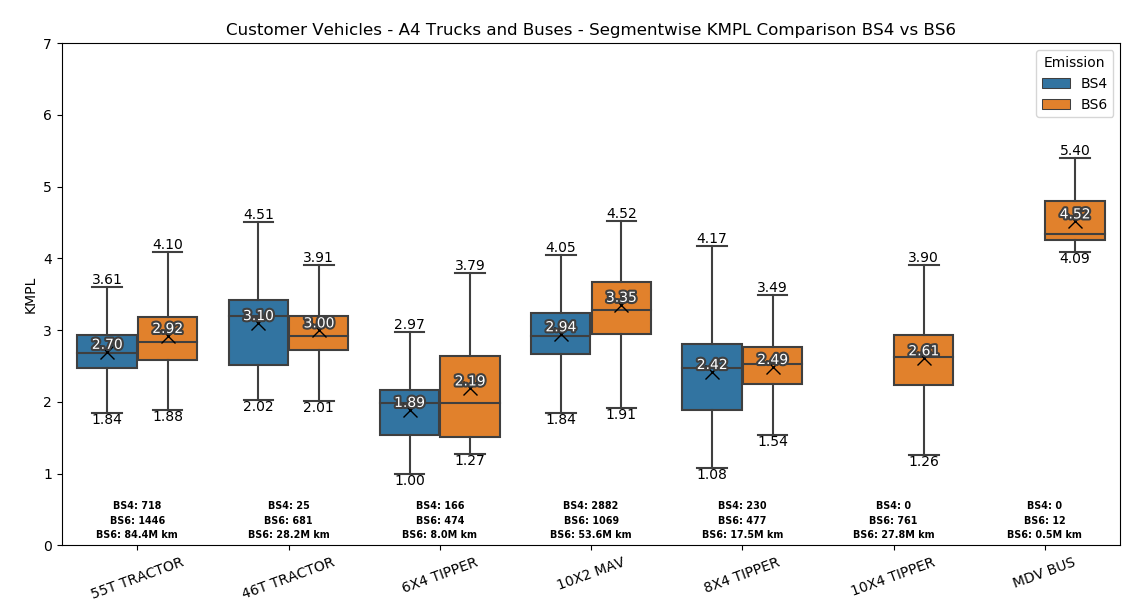 Customer Vehicles - A4 Trucks and Buses - Segmentwise KMPL Comparison BS4 vs BS6
Emission
BS4
BS6
KMPL
7
6
5
4
3
2
1
0
3.61
2.70
1.84
4.10
2.92
1.88
4.51
3.10
2.02
3.91
3.00
2.01
2.97
1.89
1.00
3.79
2.19
1.27
4.05
2.94
1.84
4.52
3.35
1.91
4.17
2.42
1.08
3.49
2.49
1.54
3.90
2.61
1.26
5.40
4.52
4.09
BS4: 718
BS6: 1446
BS6: 84.4M km
BS4: 25
BS6: 681
BS6: 28.2M km
BS4: 166
BS6: 474
BS6: 8.0M km
BS4: 2882
BS6: 1069
BS6: 53.6M km
BS4: 230
BS6: 477
BS6: 17.5M km
BS4: 0
BS6: 761
BS6: 27.8M km
BS4: 0
BS6: 12
BS6: 0.5M km
55T TRACTOR
46T TRACTOR
6X4 TIPPER
10X2 MAV
8X4 TIPPER
10X4 TIPPER
MDV BUS